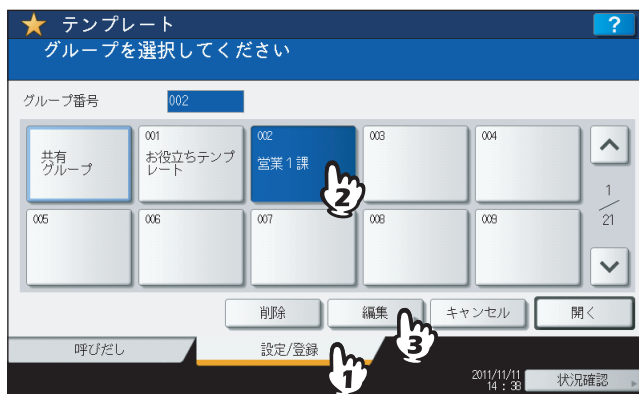 テンプレート
?
グループを選択してください
グループ番号 002
共有
グループ
001
お役立ちテンプ
レート
002
営業1課
003
004
1
21
005
006
007
008
009
削除
編集
キャンセル
開く
呼びだし
設定/登録
2
3
1
2011/11/11
14:38
状況確認